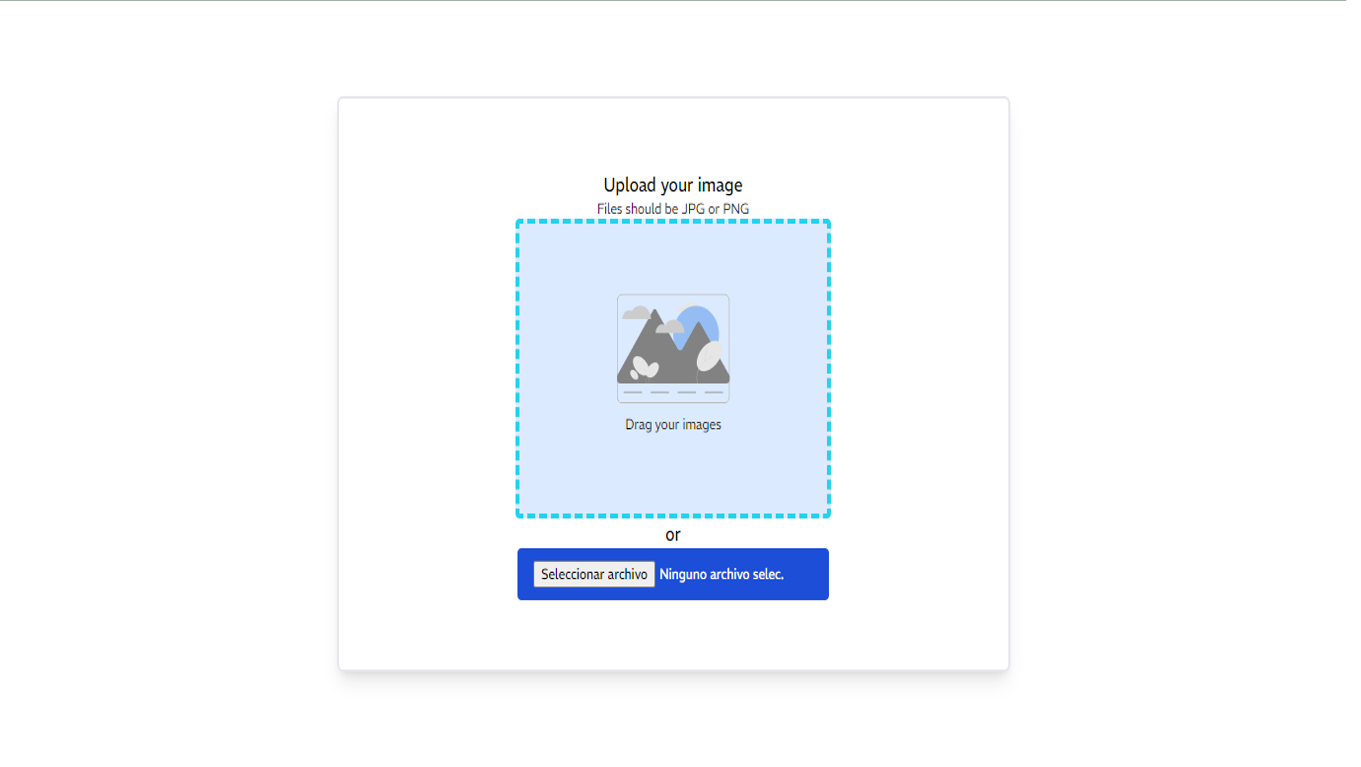 Upload your image
Files should be JPG or PNG
Drag your images
or
Seleccionar archivo Ninguno archivo selec.